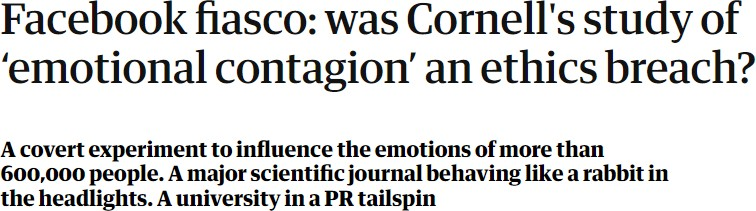 Facebook fiasco: was Cornell's study of
‘emotional contagion’ an ethics breach?
A covert experiment to influence the emotions of more than
600,000 people. A major scientific journal behaving like a rabbit in
the headlights. A university in a PR tailspin